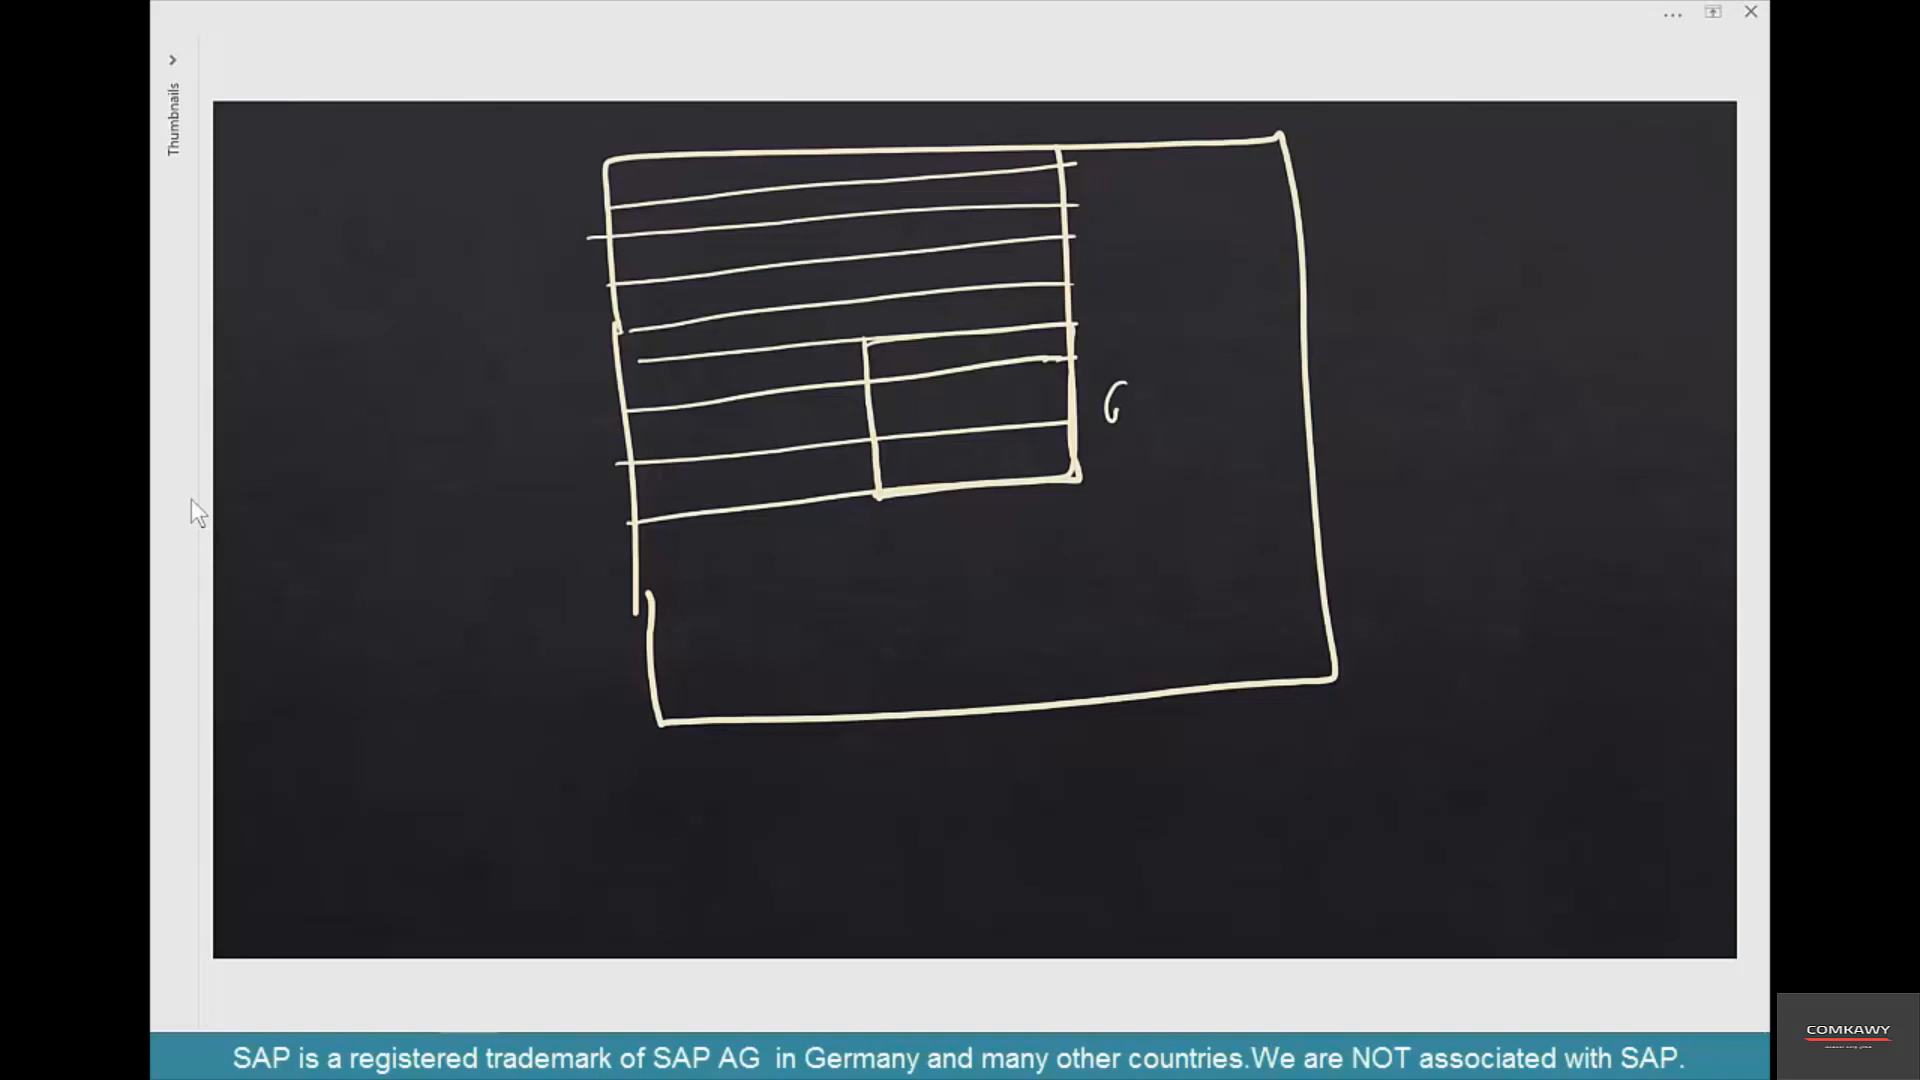 Thumbnails
SAP is a registered trademark of SAP AG in Germany and many other countries.We are NOT associated with SAP.
COMKAWY